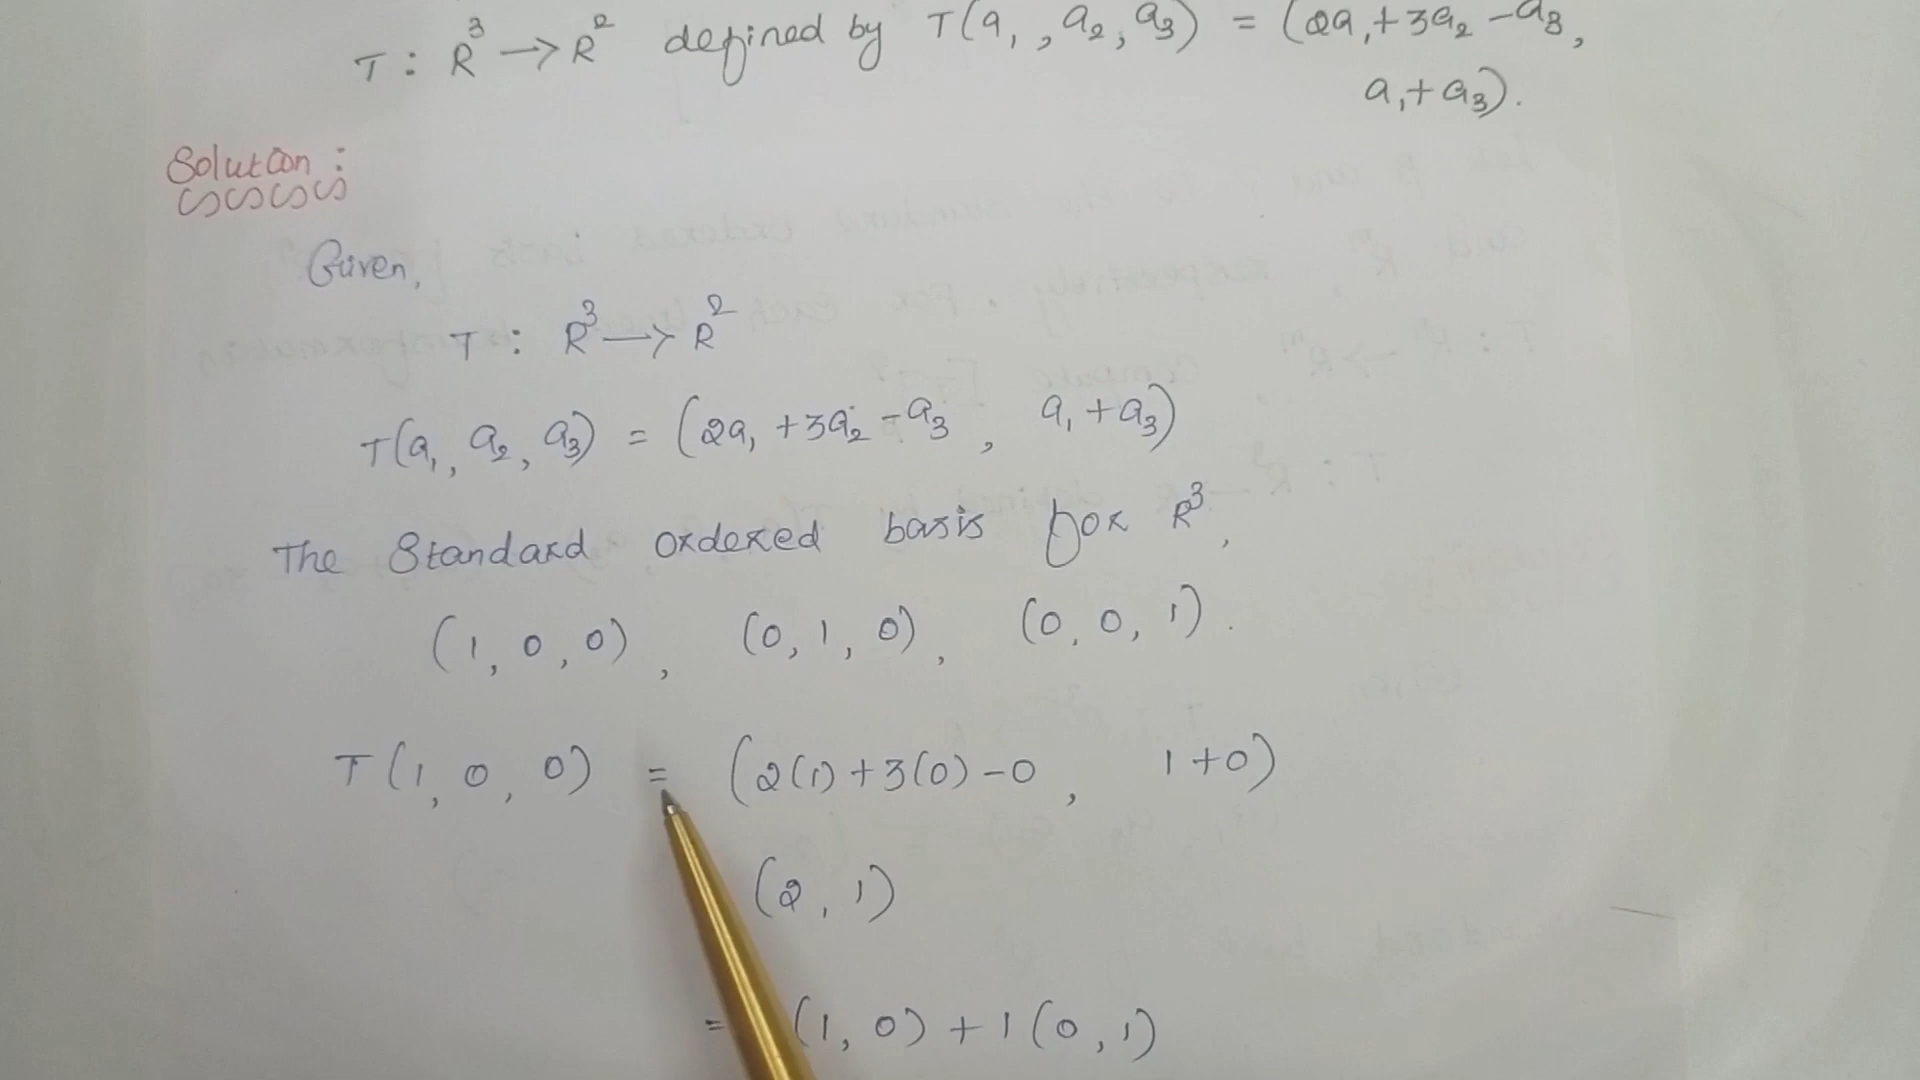 T : R³ → R² defined by T(a₁, a₂, a₃) = (2a₁+3a₂ -a₃,
a₁+a₃).
Solution :
Given,
T : R³ → R²
T(a₁, a₂, a₃) = (2a₁ +3a₂ -a₃ , a₁ +a₃)
The Standard ordered basis for R³,
(1, 0, 0) , (0, 1, 0) , (0, 0, 1) .
T(1, 0, 0) = (2(1)+3(0)-0 , 1+0)
(2, 1)
= (1, 0) + 1(0, 1)